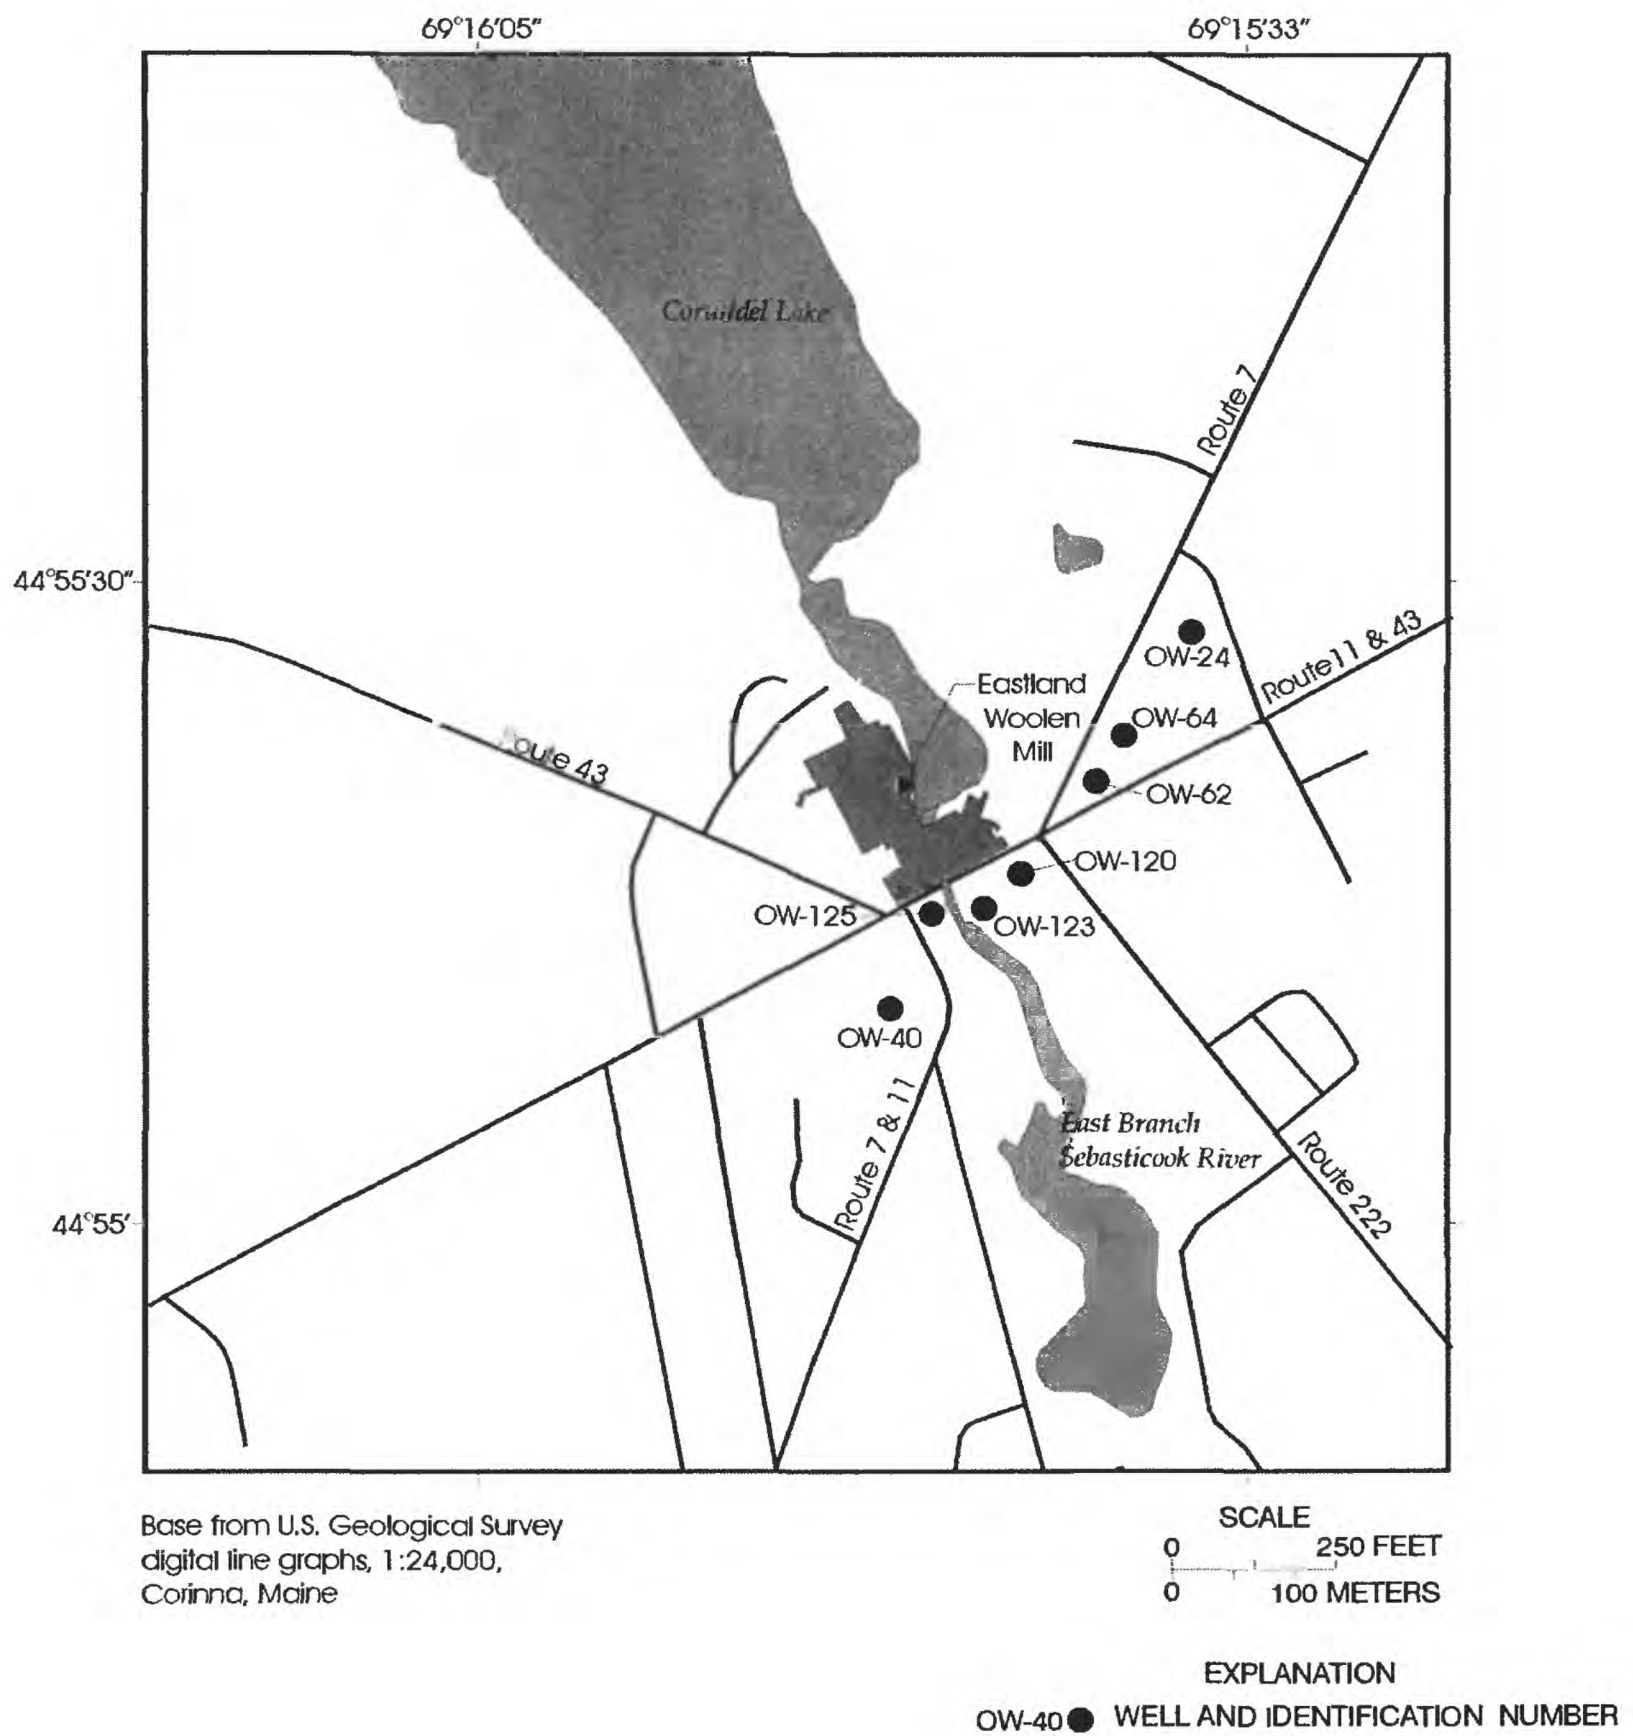 69°16'05" 69°15'33"
Lake
Route 7
44°55'30"
Route 11 & 43
OW-24
Eastland
Woolen
Mill
OW-64
Route 43
OW-62
OW-120
OW-125
OW-123
OW-40
Route 7 & 11
East Branch
Sebasticook River
Route 222
44°55'
Base from U.S. Geological Survey
digital line graphs, 1:24,000,
Corinna, Maine
SCALE
0 250 FEET
0 100 METERS
EXPLANATION
OW-40 WELL AND IDENTIFICATION NUMBER